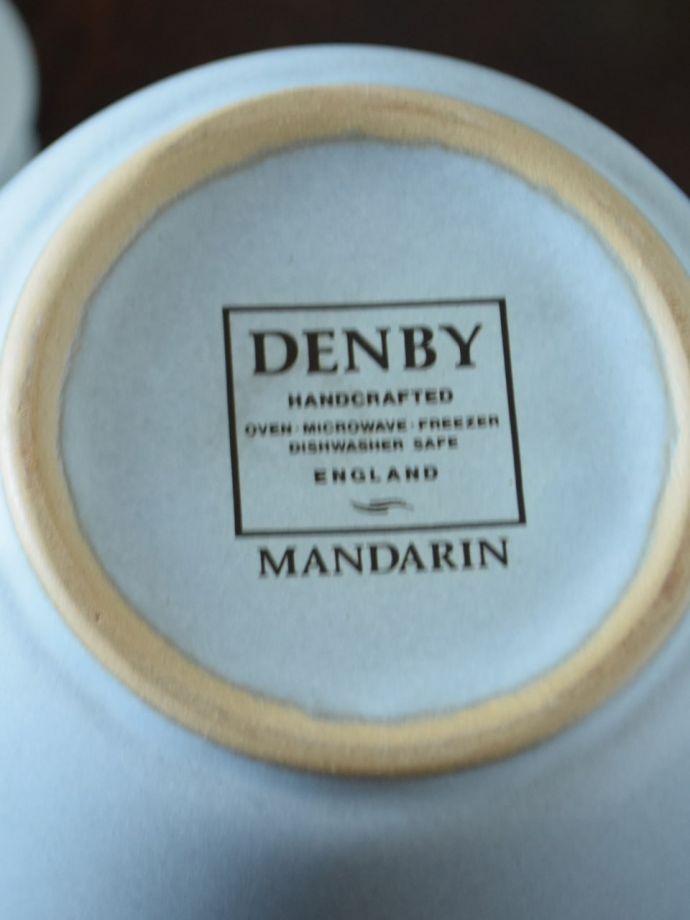 DENBY
HANDCRAFTED
OVEN · MICROWAVE · FREEZER
DISHWASHER SAFE
ENGLAND
MANDARIN